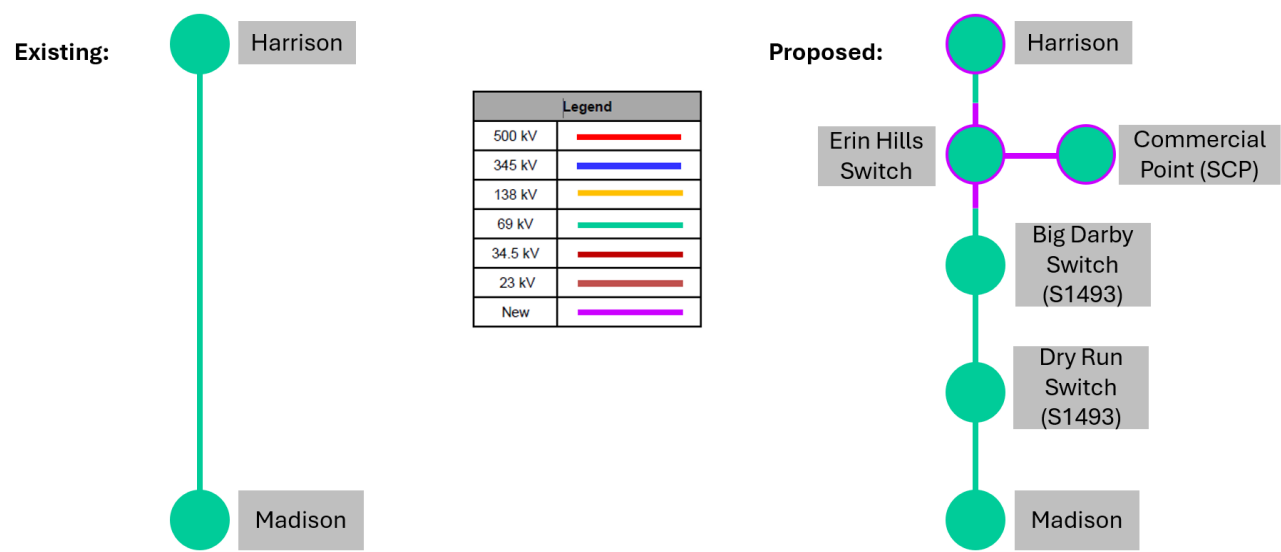 Existing:
Harrison
Madison
Legend
500 kV
345 kV
138 kV
69 kV
34.5 kV
23 kV
New
Proposed:
Harrison
Erin Hills
Switch
Commercial
Point (SCP)
Big Darby
Switch
(S1493)
Dry Run
Switch
(S1493)
Madison